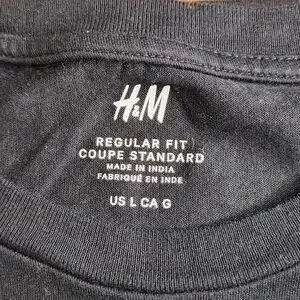 H&M
REGULAR FIT
COUPE STANDARD
MADE IN INDIA
FABRIQUÉ EN INDE
US L CA G